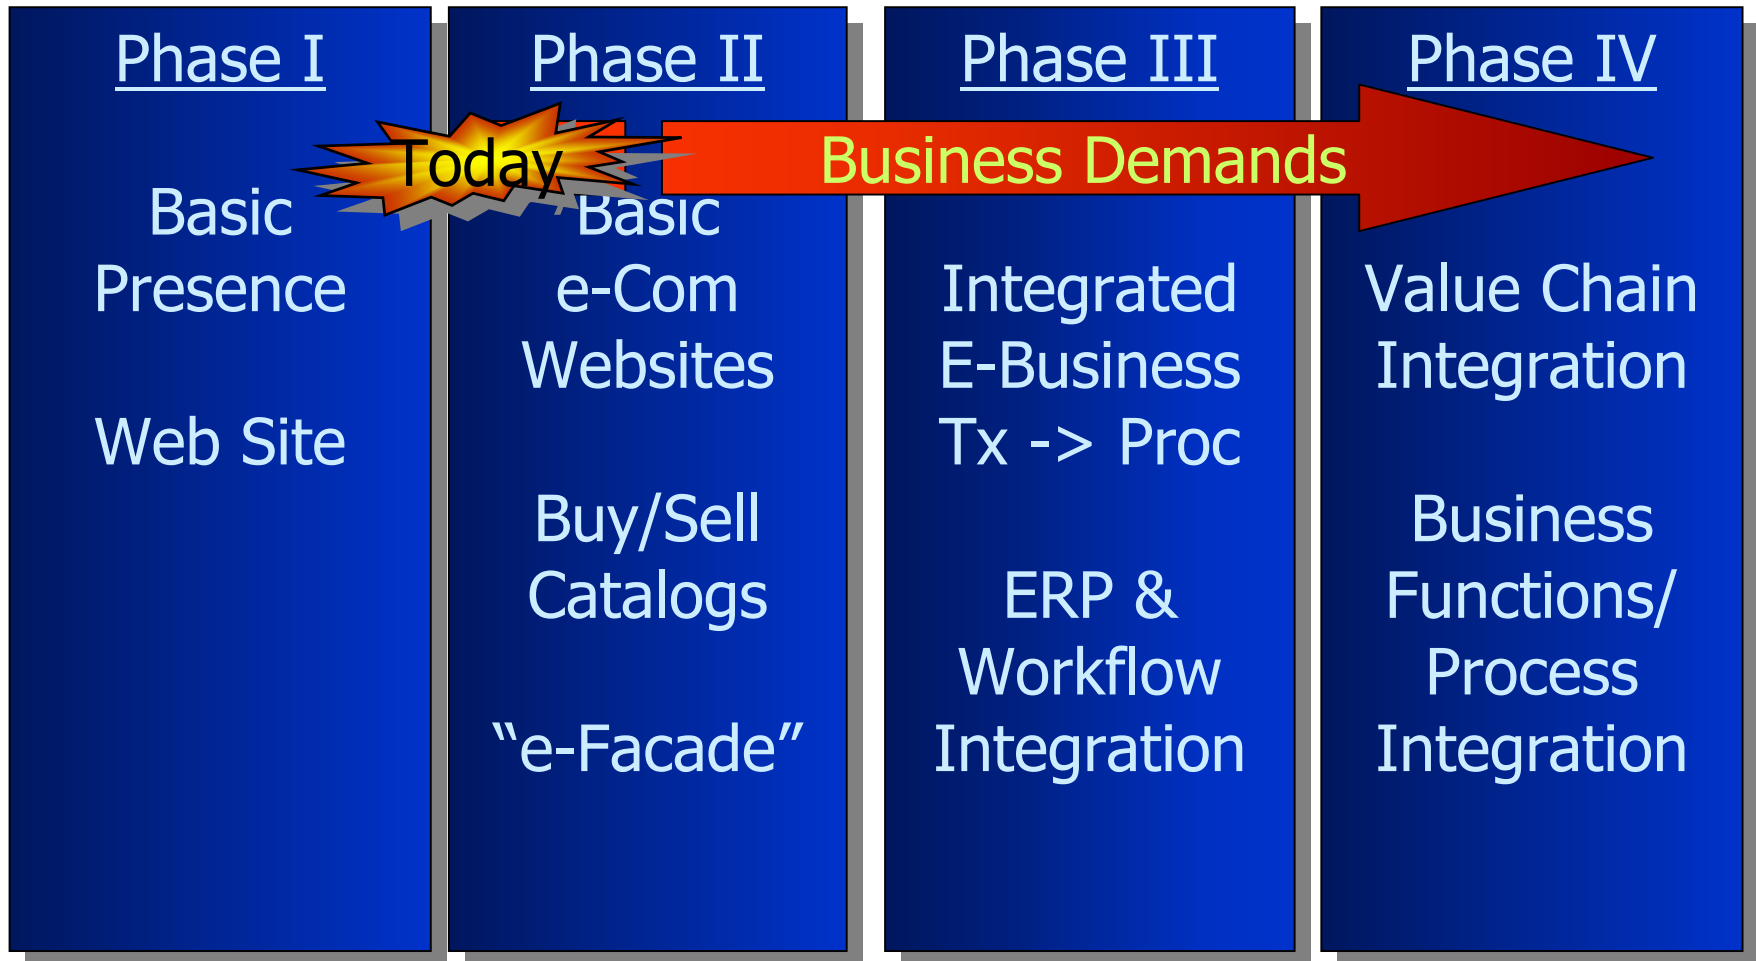 Phase I
Basic
Presence
Web Site
Phase II
Basic
e-Com
Websites
Buy/Sell
Catalogs
“e-Facade”
Phase III
Integrated
E-Business
Tx -> Proc
ERP &
Workflow
Integration
Phase IV
Value Chain
Integration
Business
Functions/
Process
Integration
Today
Business Demands